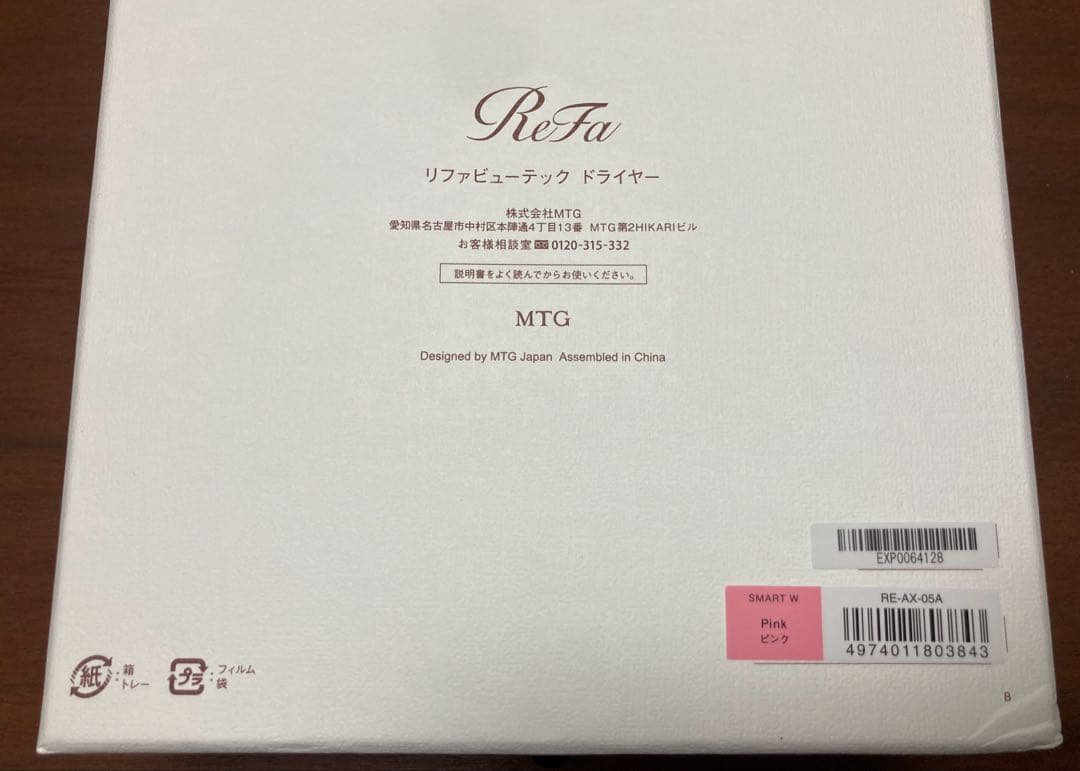 ReFa
リファビューテック ドライヤー
株式会社MTG
愛知県名古屋市中村区本陣通4丁目13番 MTG第2HIKARIビル
お客様相談室 0120-315-332
説明書をよく読んでからお使いください。
MTG
Designed by MTG Japan Assembled in China
EXP0064128
SMART W
Pink
ピンク
RE-AX-05A
4974011803843
紙:箱
トレー
プラ:フィルム
袋
B